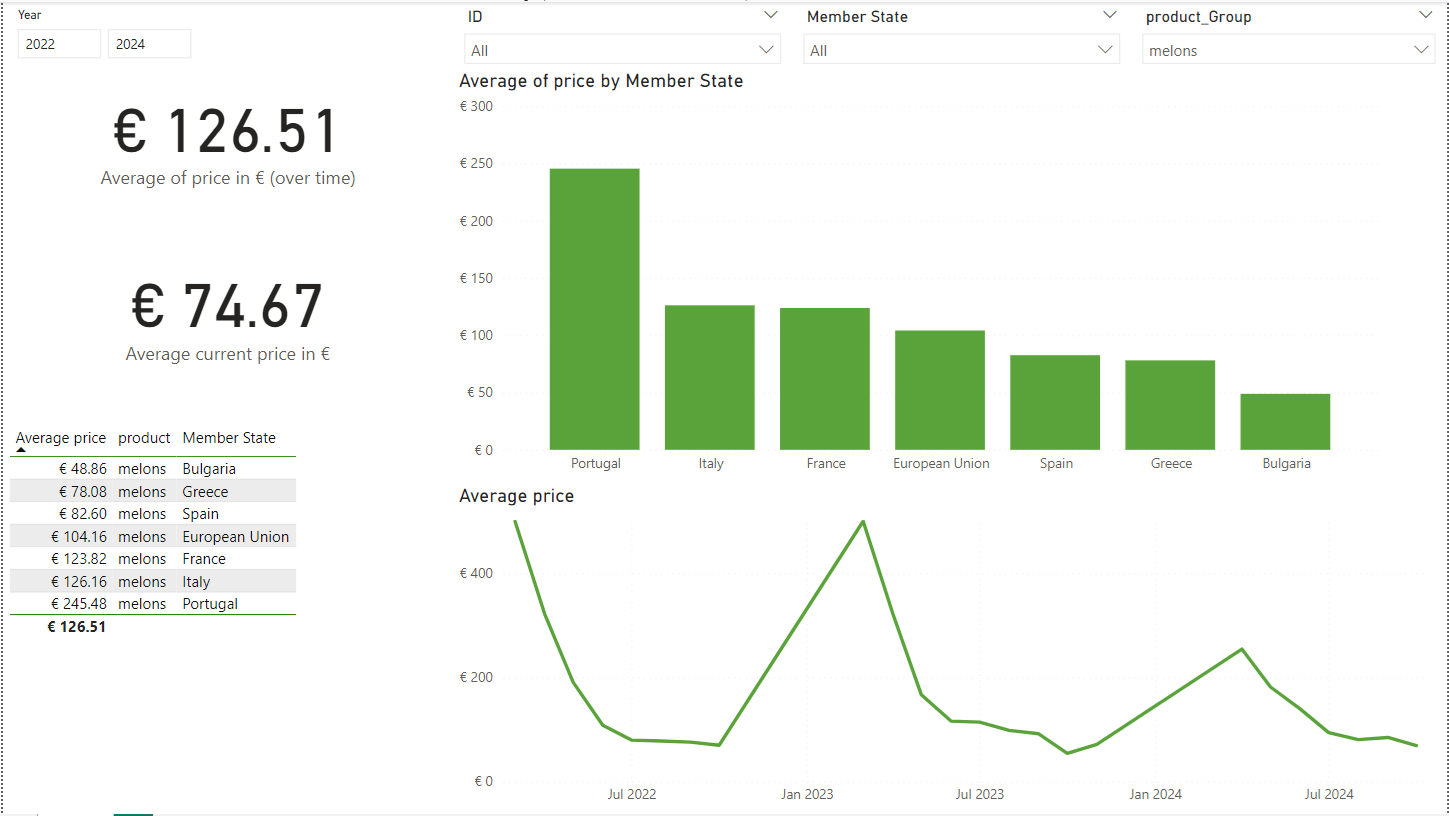 Year
2022 2024
ID
All
Member State
All
product_Group
melons
€ 126.51
Average of price in € (over time)
€ 74.67
Average current price in €
Average price product Member State
€ 48.86 melons Bulgaria
€ 78.08 melons Greece
€ 82.60 melons Spain
€ 104.16 melons European Union
€ 123.82 melons France
€ 126.16 melons Italy
€ 245.48 melons Portugal
€ 126.51
Average of price by Member State
€ 300
€ 250
€ 200
€ 150
€ 100
€ 50
€ 0
Portugal Italy France European Union Spain Greece Bulgaria
Average price
€ 400
€ 200
€ 0
Jul 2022 Jan 2023 Jul 2023 Jan 2024 Jul 2024